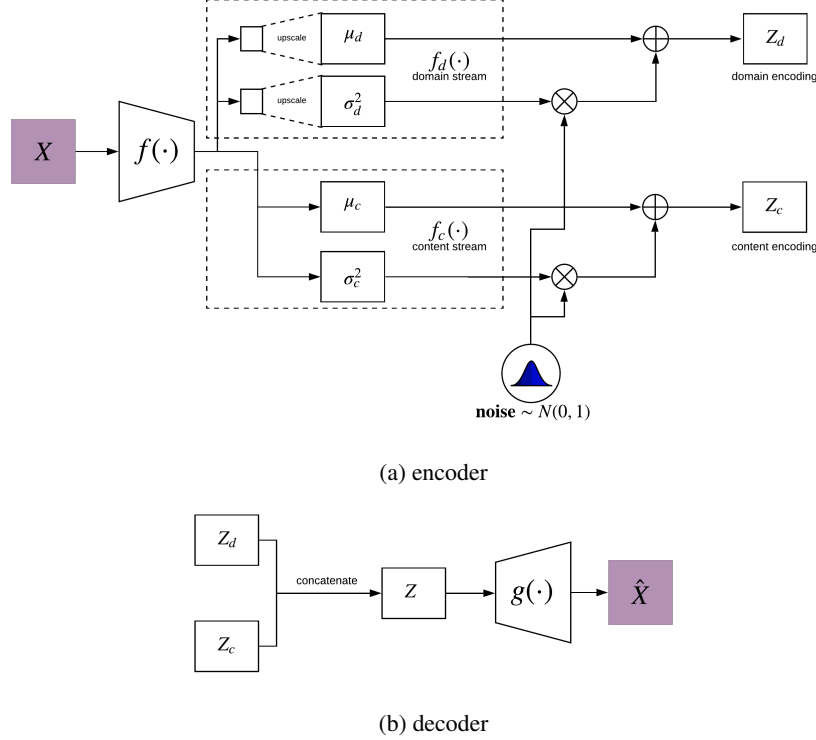 upscale
μ_d
f_d(·)
domain stream
Z_d
domain encoding
upscale
σ_d^2
X
f(·)
μ_c
f_c(·)
content stream
Z_c
content encoding
σ_c^2
noise ∼ N(0, 1)
(a) encoder
Z_d
concatenate
Z
g(·)
X̂
Z_c
(b) decoder